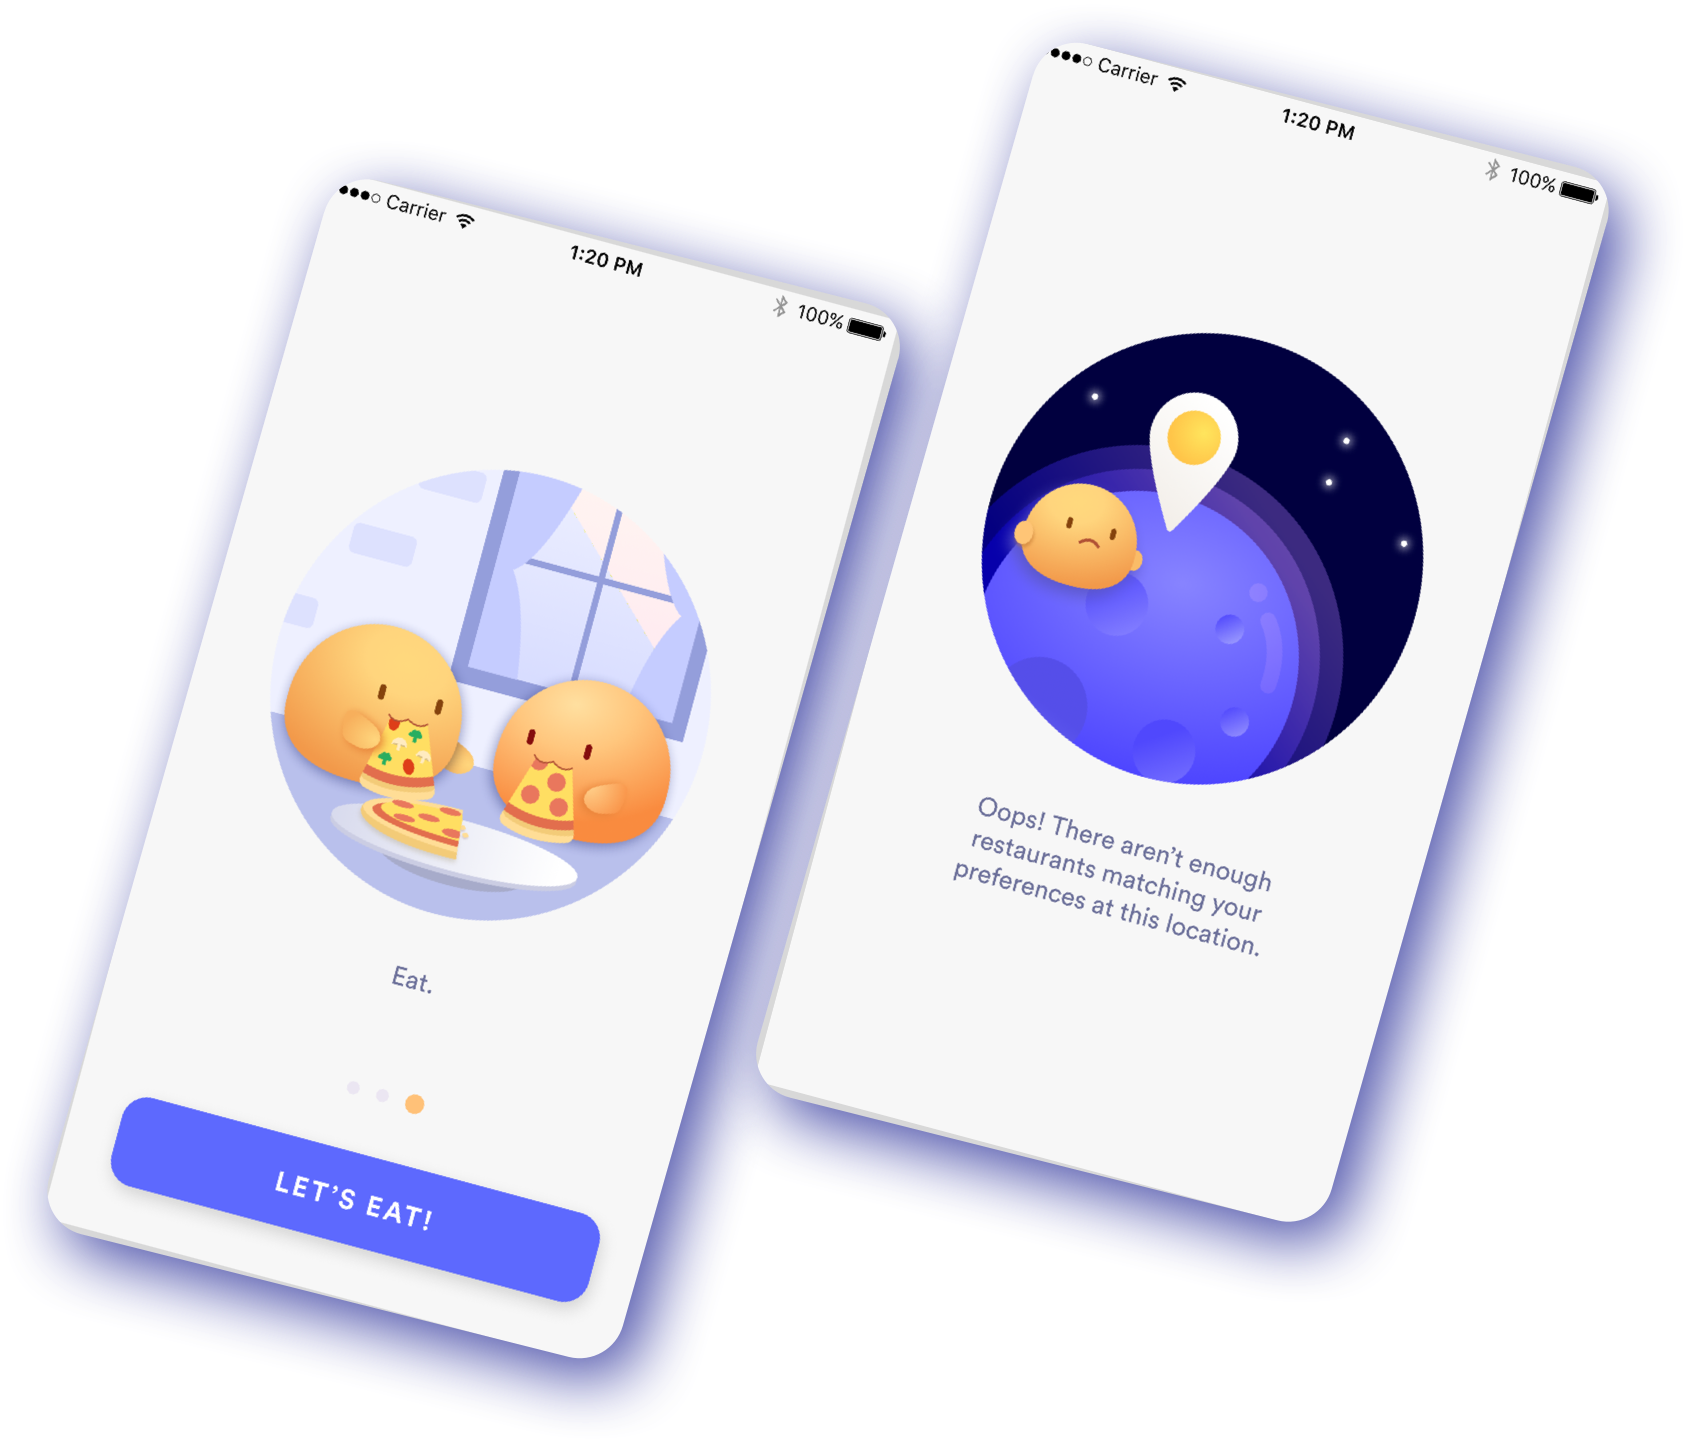 Carrier
1:20 PM
100%
Eat.
LET'S EAT!
Carrier
1:20 PM
100%
Oops! There aren't enough
restaurants matching your
preferences at this location.